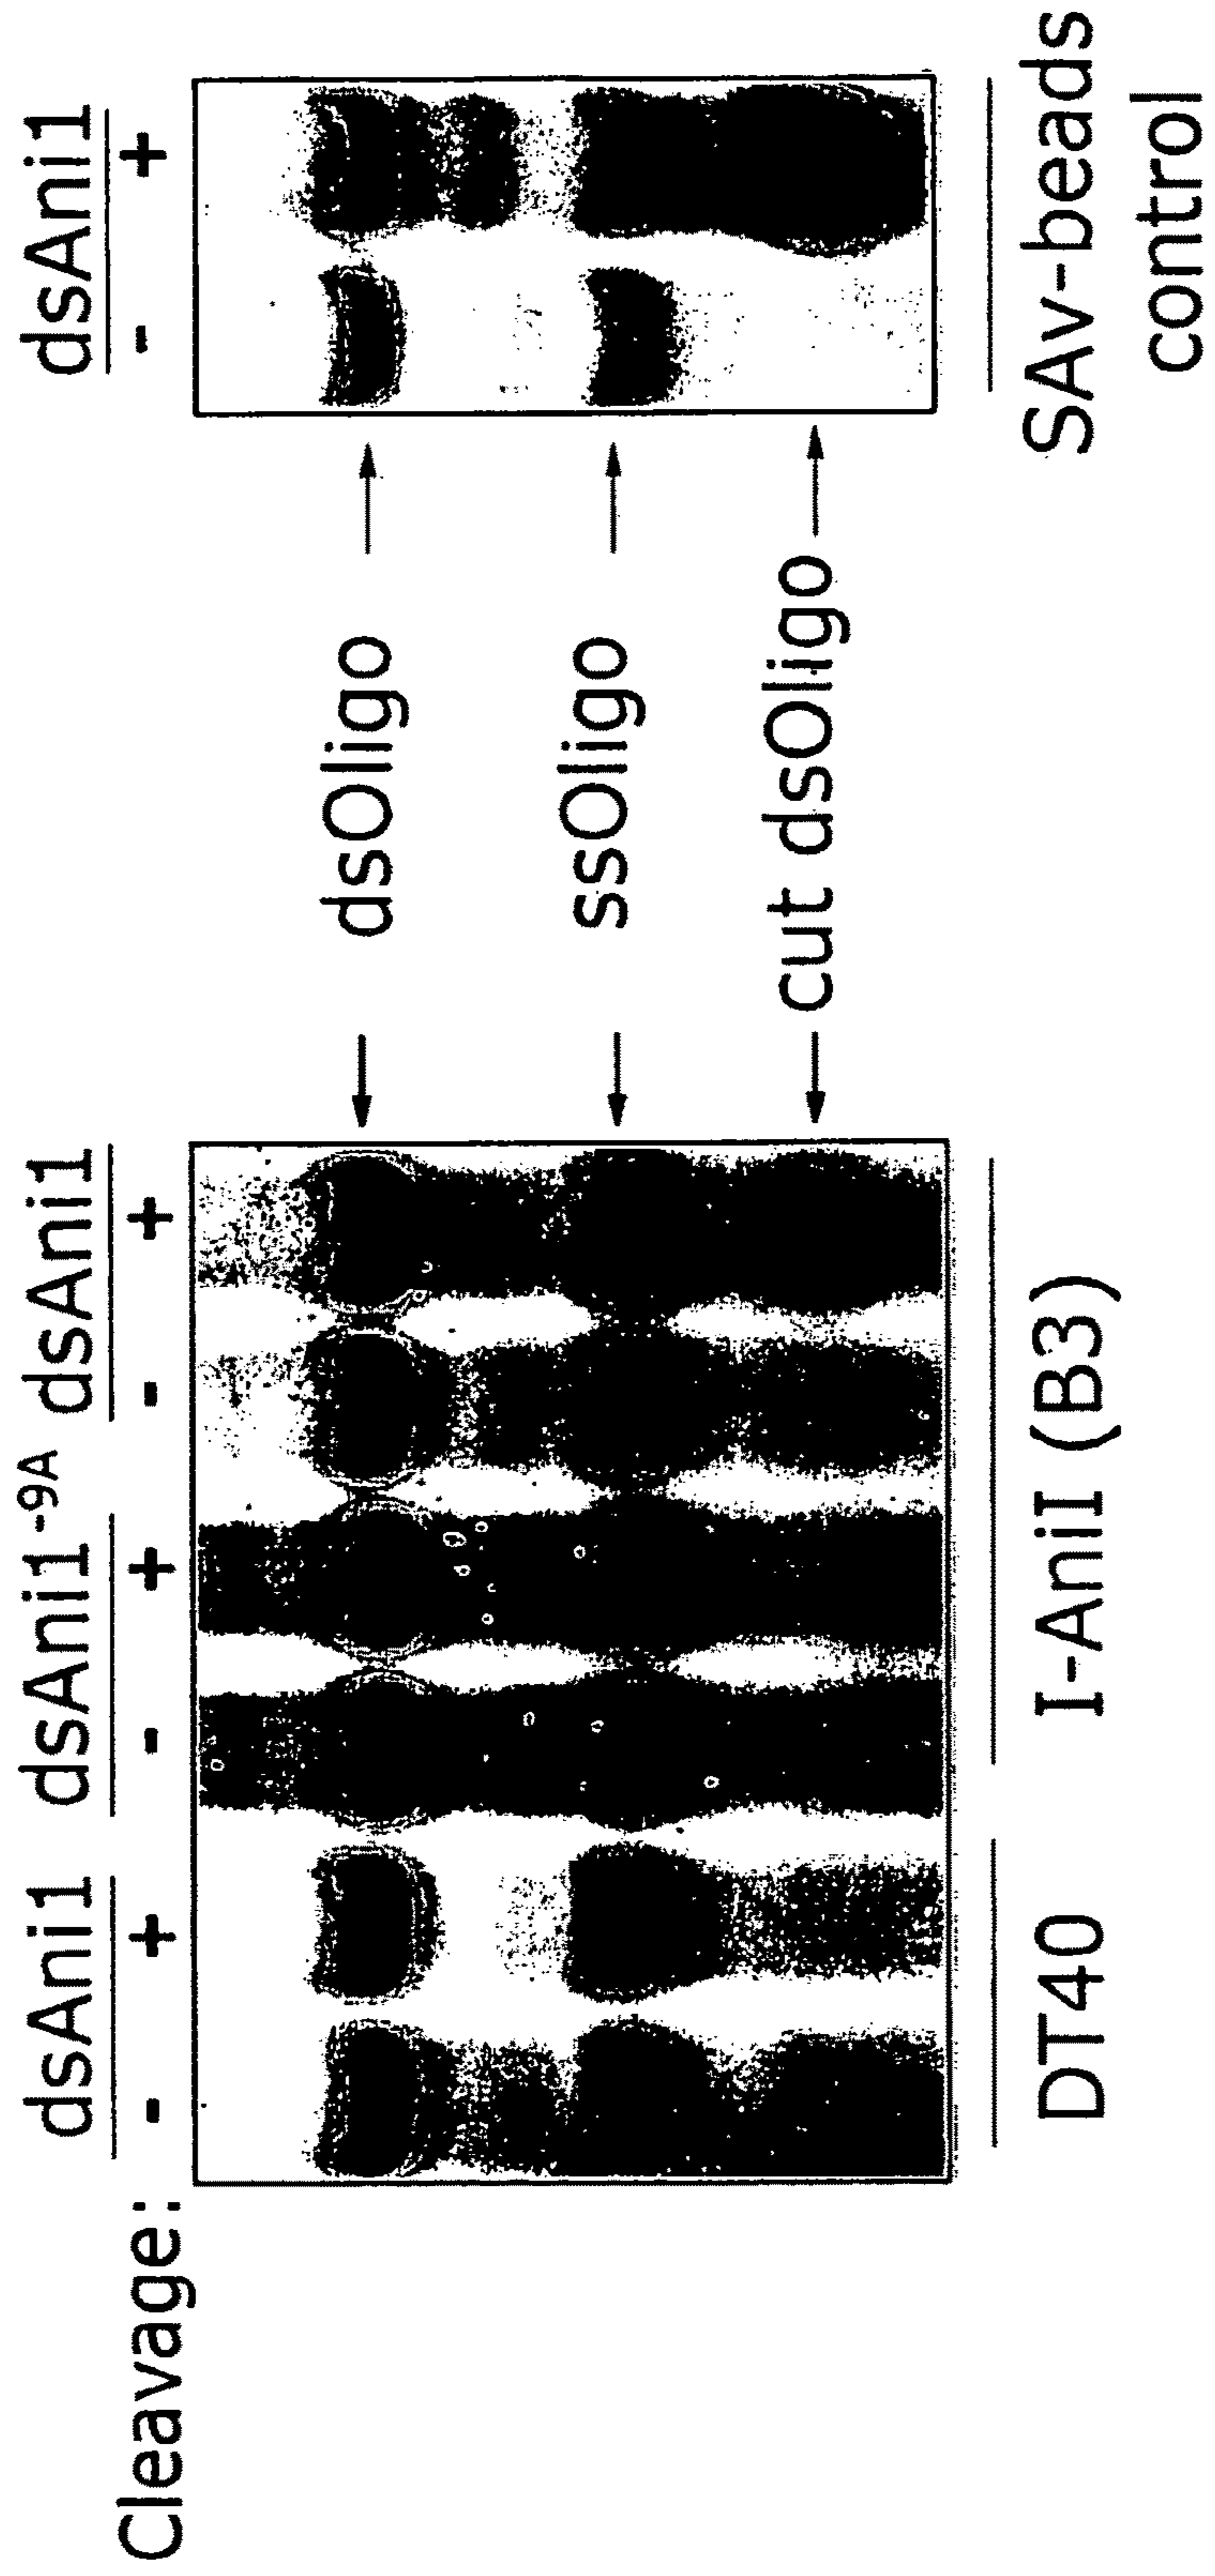 dsAni1 dsAni1-9A dsAni1 dsAni1
Cleavage: - + - + - + - +
dsOligo
ssOligo
cut dsOligo
DT40 I-AniI (B3) SAv-beads
control